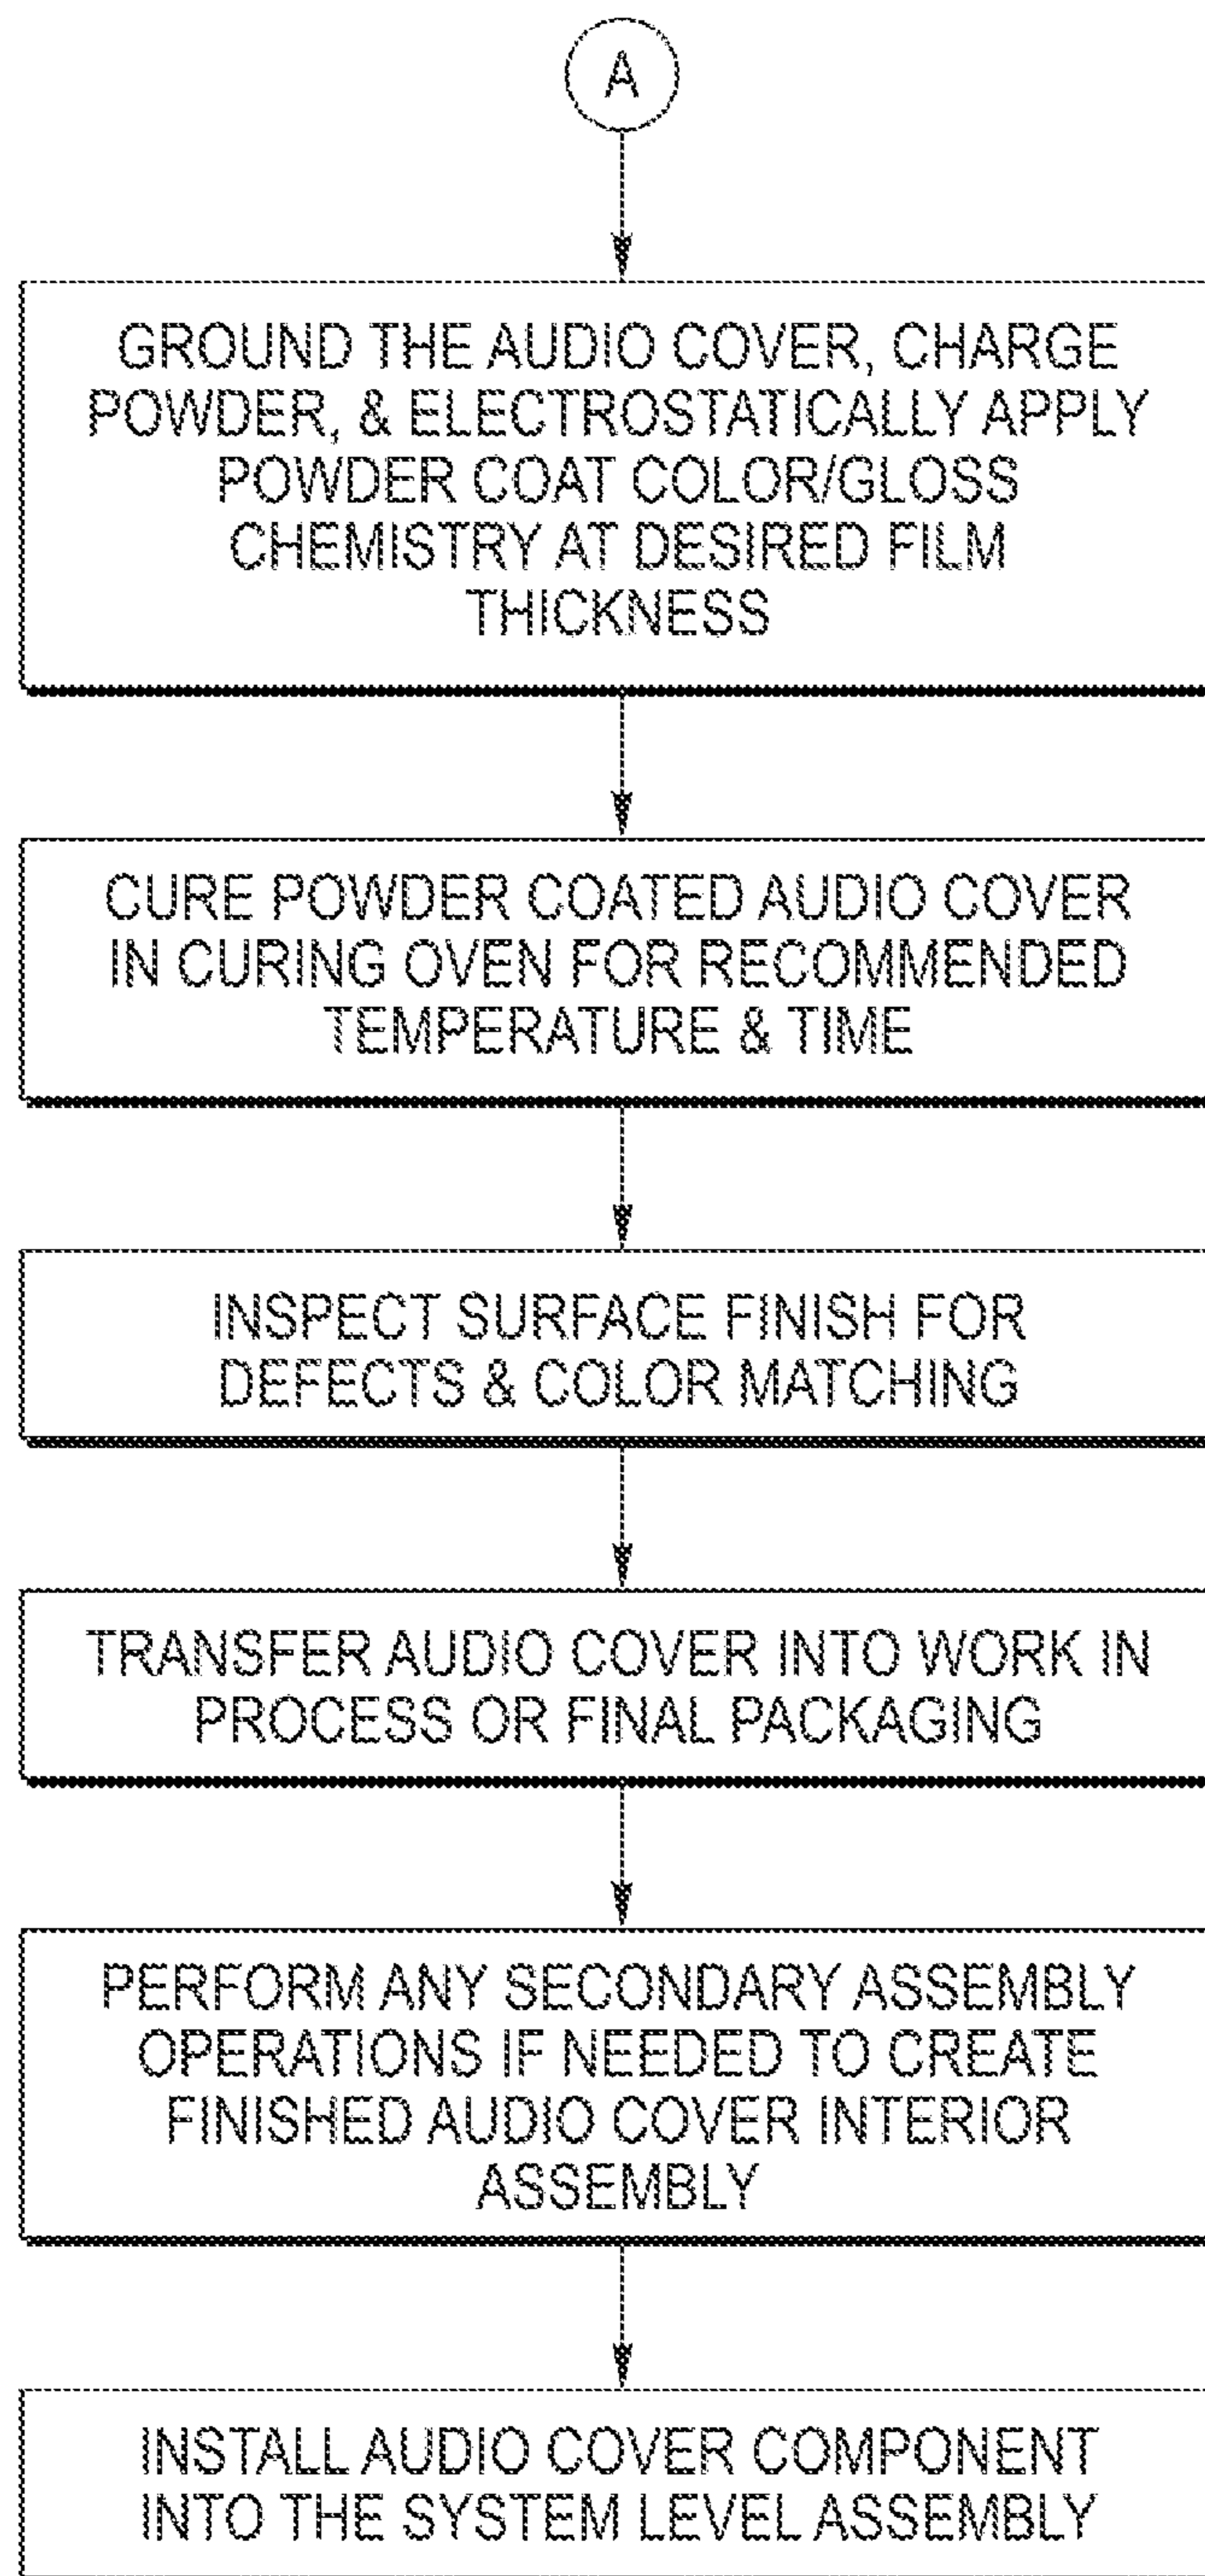 A
GROUND THE AUDIO COVER, CHARGE
POWDER, & ELECTROSTATICALLY APPLY
POWDER COAT COLOR/GLOSS
CHEMISTRY AT DESIRED FILM
THICKNESS
CURE POWDER COATED AUDIO COVER
IN CURING OVEN FOR RECOMMENDED
TEMPERATURE & TIME
INSPECT SURFACE FINISH FOR
DEFECTS & COLOR MATCHING
TRANSFER AUDIO COVER INTO WORK IN
PROCESS OR FINAL PACKAGING
PERFORM ANY SECONDARY ASSEMBLY
OPERATIONS IF NEEDED TO CREATE
FINISHED AUDIO COVER INTERIOR
ASSEMBLY
INSTALL AUDIO COVER COMPONENT
INTO THE SYSTEM LEVEL ASSEMBLY